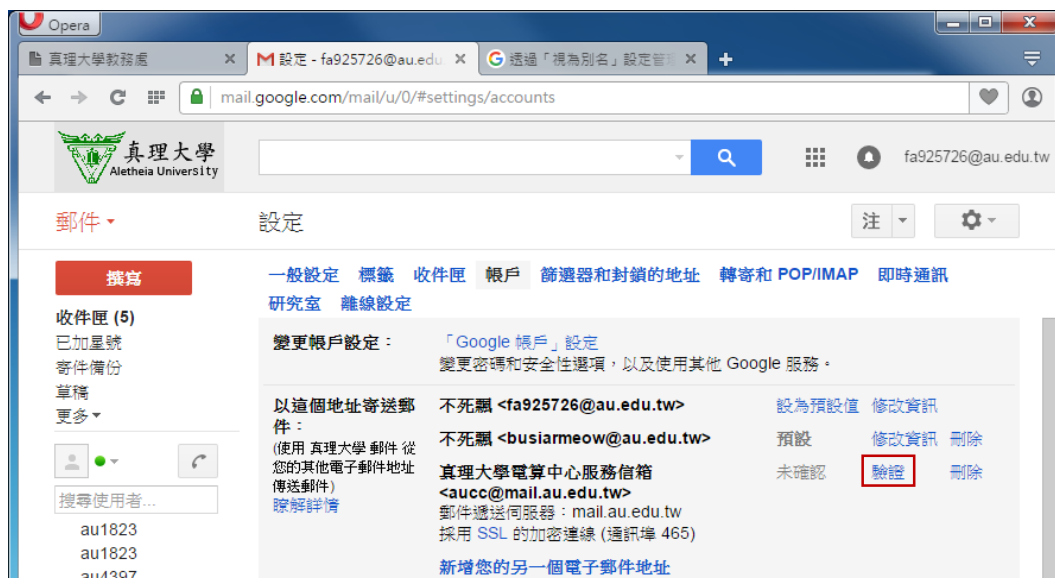 Opera
真理大學教務處
設定 - fa925726@au.edu
透過「視為別名」設定管理
mail.google.com/mail/u/0/#settings/accounts
真理大學
Aletheia University
fa925726@au.edu.tw
郵件
設定
注
撰寫
收件匣 (5)
已加星號
寄件備份
草稿
更多
搜尋使用者...
au1823
au1823
au4397
一般設定 標籤 收件匣 帳戶 篩選器和封鎖的地址 轉寄和 POP/IMAP 即時通訊
研究室 離線設定
變更帳戶設定：
「Google 帳戶」設定
變更密碼和安全性選項，以及使用其他 Google 服務。
以這個地址寄送郵
件：
(使用 真理大學 郵件 從
您的其他電子郵件地址
傳送郵件)
瞭解詳情
不死飄 <fa925726@au.edu.tw> 設為預設值 修改資訊
不死飄 <busiarmeow@au.edu.tw> 預設 修改資訊 刪除
真理大學電算中心服務信箱 未確認 驗證 刪除
<aucc@mail.au.edu.tw>
郵件遞送伺服器：mail.au.edu.tw
採用 SSL 的加密連線 (通訊埠 465)
新增您的另一個電子郵件地址